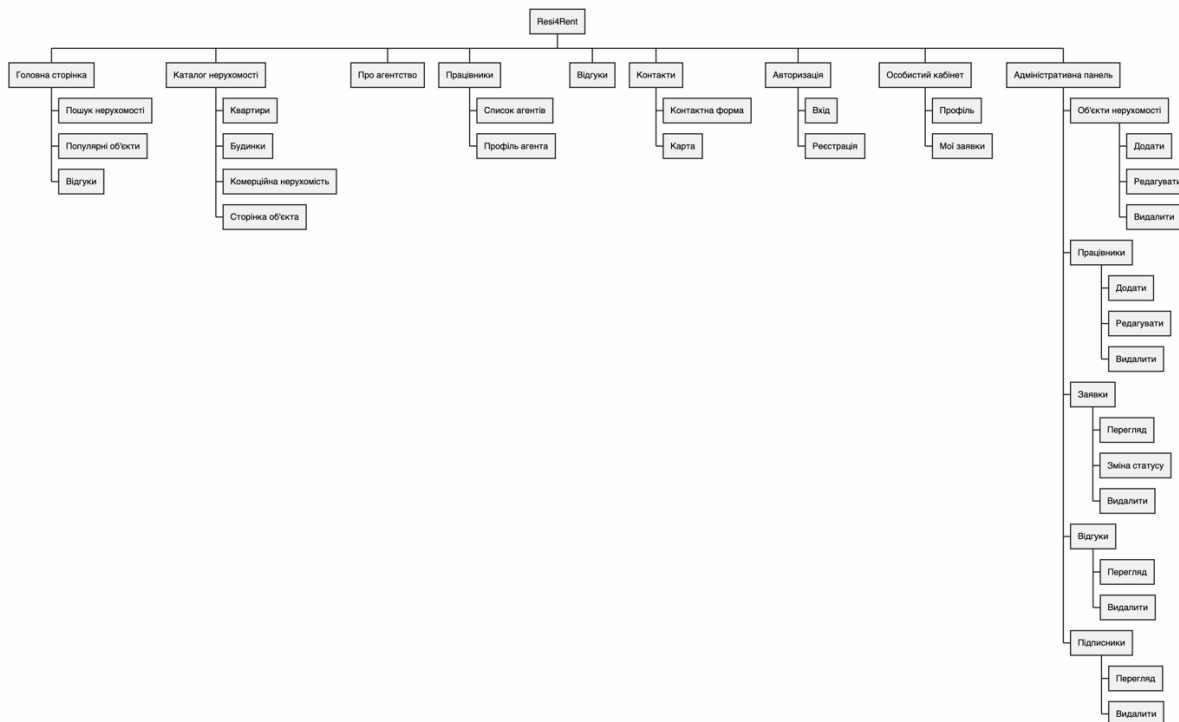 Resi4Rent
Головна сторінка
Каталог нерухомості
Про агентство
Працівники
Відгуки
Контакти
Авторизація
Особистий кабінет
Адміністративна панель
Пошук нерухомості
Популярні об'єкти
Відгуки
Квартири
Будинки
Комерційна нерухомість
Сторінка об'єкта
Список агентів
Профіль агента
Контактна форма
Карта
Вхід
Реєстрація
Профіль
Мої заявки
Об'єкти нерухомості
Додати
Редагувати
Видалити
Працівники
Додати
Редагувати
Видалити
Заявки
Перегляд
Зміна статусу
Видалити
Відгуки
Перегляд
Видалити
Підписники
Перегляд
Видалити